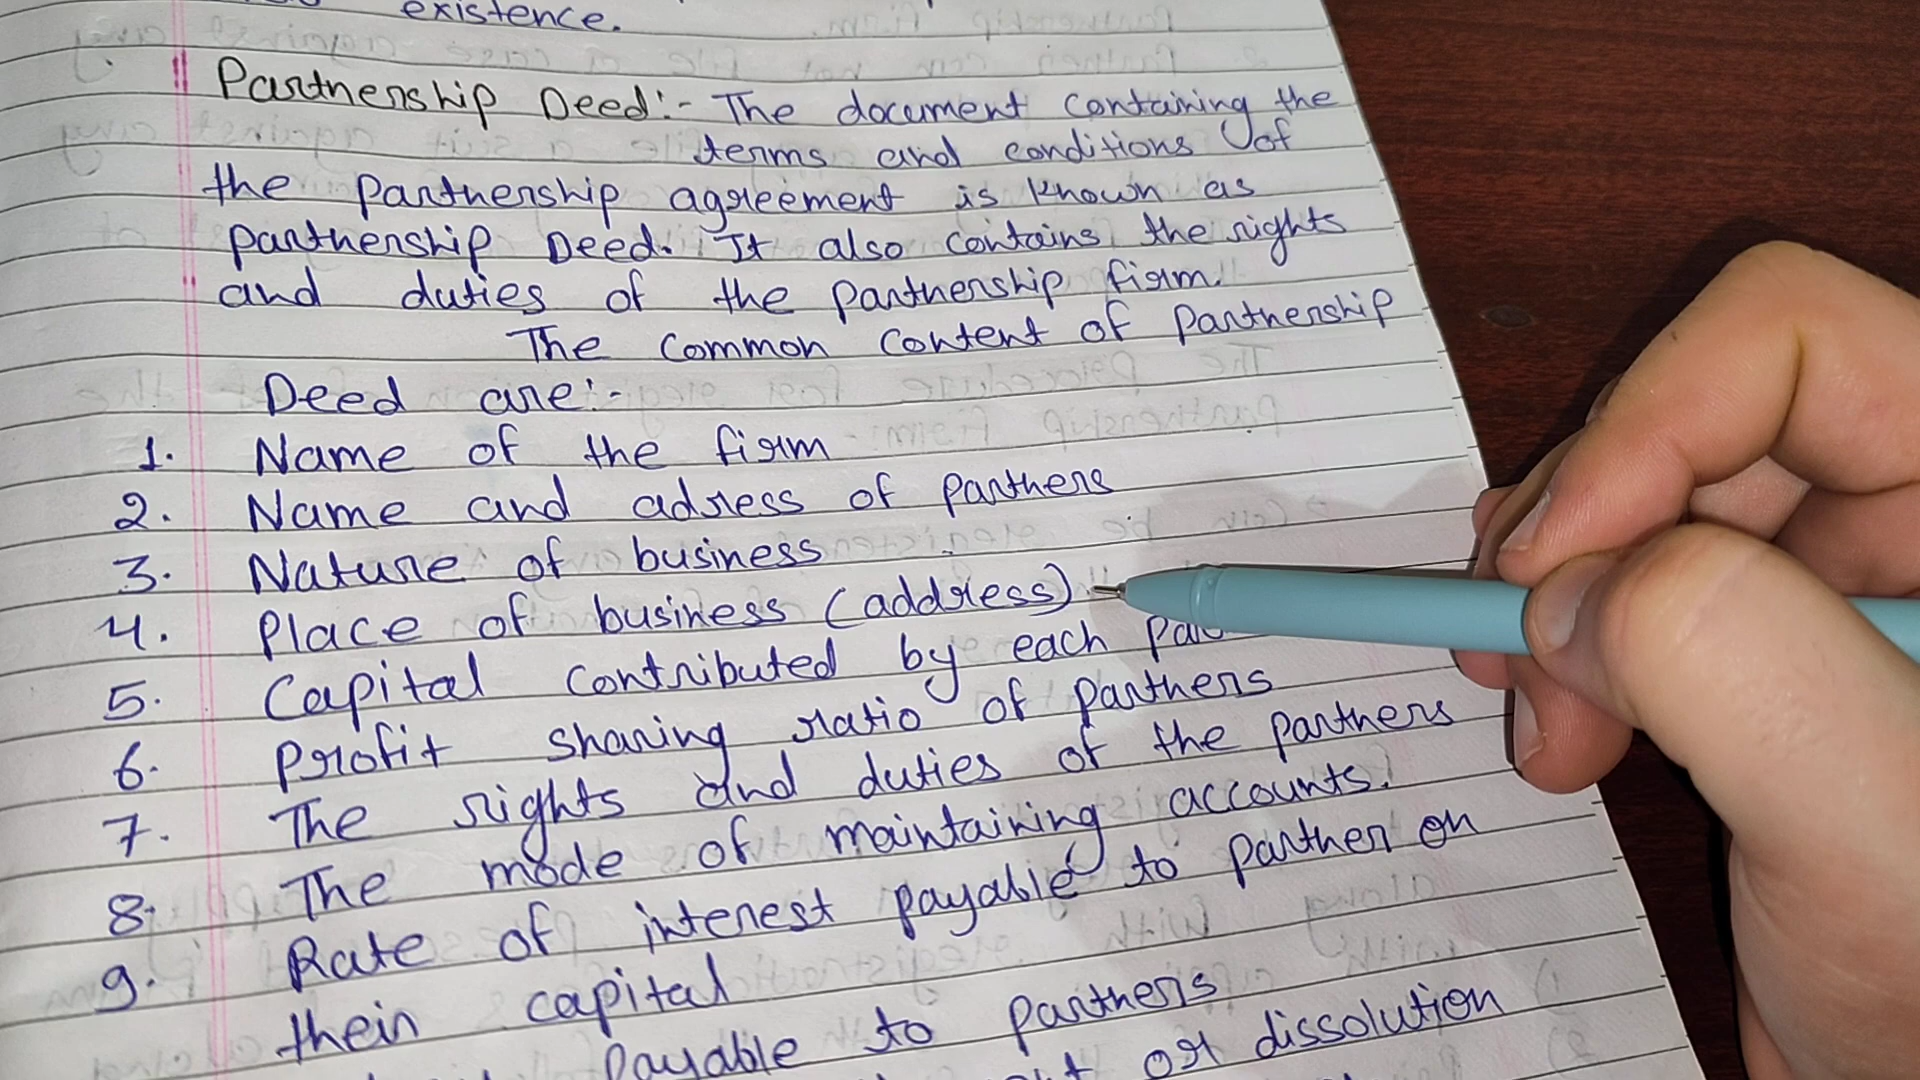 existence.
Partnership Deed:- The document containing the
terms and conditions of
the partnership agreement is known as
partnership Deed. It also contains the rights
and duties of the partnership firm.
The common content of partnership
Deed are:-
1. Name of the firm
2. Name and adress of partners
3. Nature of business
4. Place of business (address)
5. Capital contributed by each
6. Profit sharing ratio of partners
7. The rights and duties of the partners
8. The mode of maintaining accounts.
9. Rate of interest payable to partner on
their capital
payable to partners
or dissolution